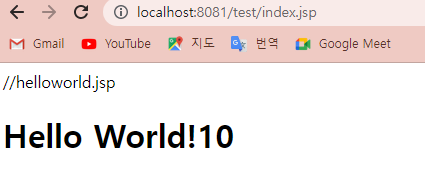 localhost:8081/test/index.jsp
Gmail YouTube 지도 번역 Google Meet
//helloworld.jsp
Hello World!10